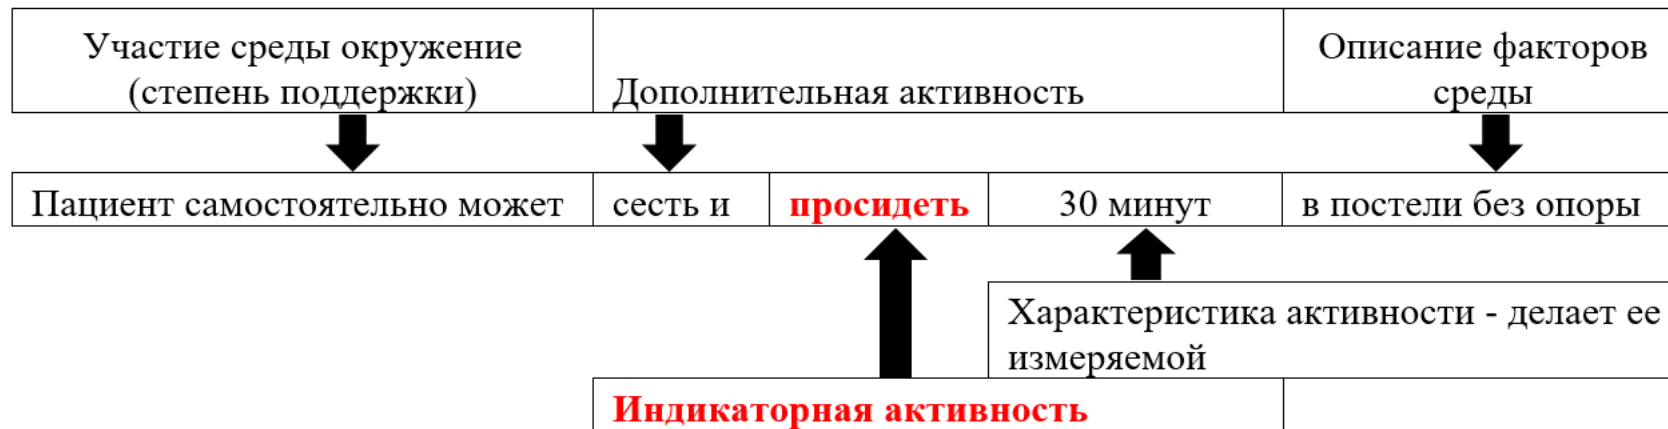 Участие среды окружение
(степень поддержки)
Дополнительная активность
Описание факторов
среды
Пациент самостоятельно может
сесть и
просидеть
30 минут
в постели без опоры
Характеристика активности - делает ее
измеряемой
Индикаторная активность